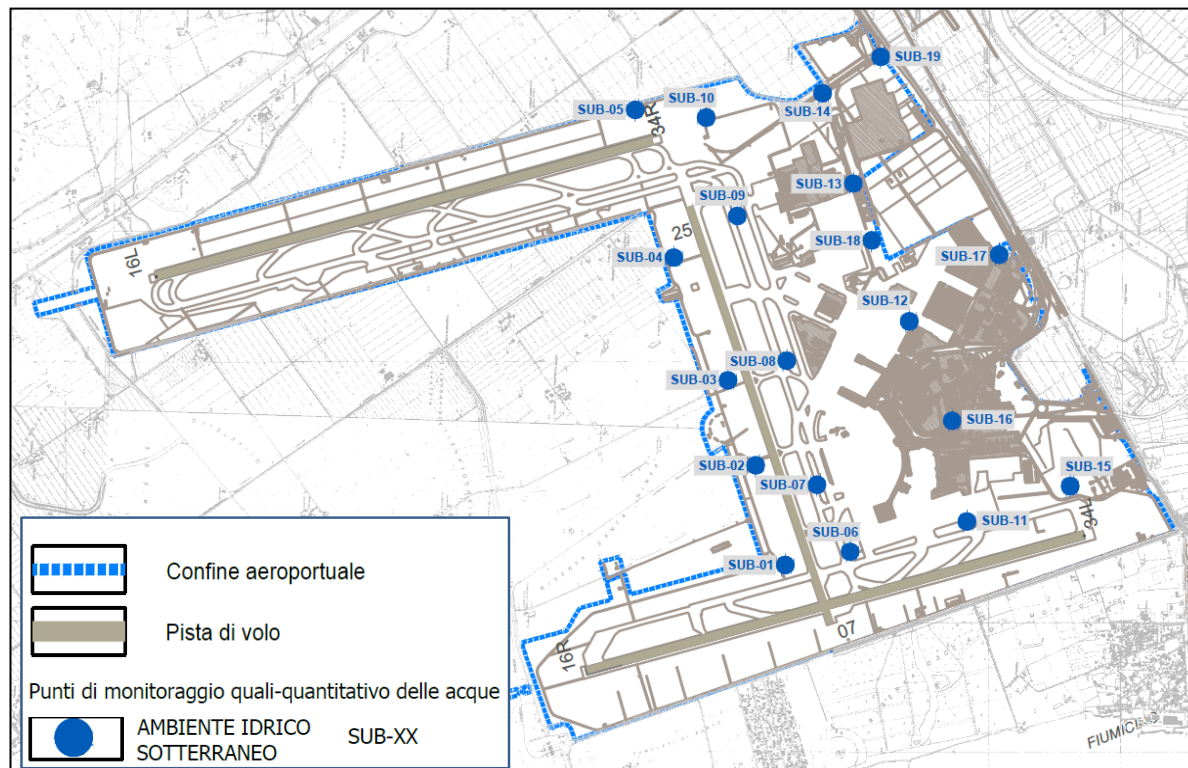 SUB-19
SUB-05
SUB-10
SUB-14
34R
SUB-13
SUB-09
25
SUB-18
SUB-04
SUB-17
16L
SUB-12
SUB-08
SUB-03
SUB-16
SUB-02
SUB-07
SUB-15
SUB-11
34L
SUB-06
SUB-01
07
16R
FIUMICI
Confine aeroportuale
Pista di volo
Punti di monitoraggio quali-quantitativo delle acque
AMBIENTE IDRICO SUB-XX
SOTTERRANEO